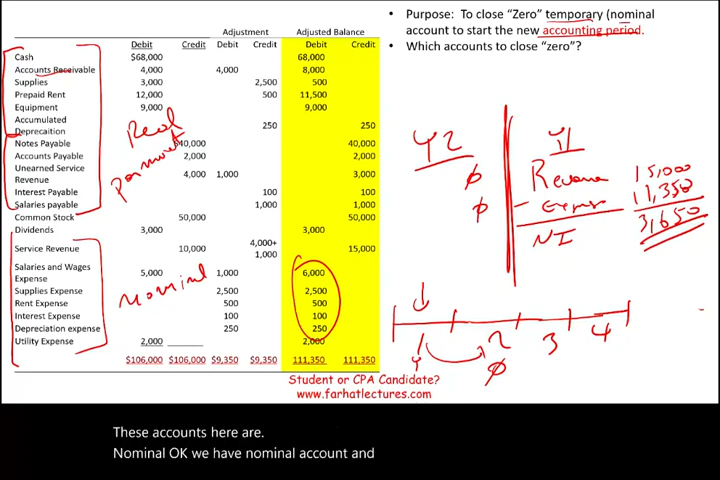 Adjustment Adjusted Balance
Debit Credit Debit Credit Debit Credit
Cash $68,000 68,000
Accounts Receivable 4,000 4,000 8,000
Supplies 3,000 2,500 500
Prepaid Rent 12,000 500 11,500
Equipment 9,000 9,000
Accumulated
Deprecaition 250 250
Notes Payable $40,000 40,000
Accounts Payable 2,000 2,000
Unearned Service
Revenue 4,000 1,000 3,000
Interest Payable 100 100
Salaries payable 1,000 1,000
Common Stock 50,000 50,000
Dividends 3,000 3,000
Service Revenue 10,000 4,000+ 15,000
1,000
Salaries and Wages
Expense 5,000 1,000 6,000
Supplies Expense 2,500 2,500
Rent Expense 500 500
Interest Expense 100 100
Depreciation expense 250 250
Utility Expense 2,000 2,000
$106,000 $106,000 $9,350 $9,350 111,350 111,350
Real
Nominal
Student or CPA Candidate?
www.farhatlectures.com
• Purpose: To close “Zero” temporary (nominal
account to start the new accounting period.
• Which accounts to close “zero”?
Y2
Y1
Revenue 15,000
- Expense 11,350
NI 3,650
1 2 3 4
These accounts here are.
Nominal OK we have nominal account and